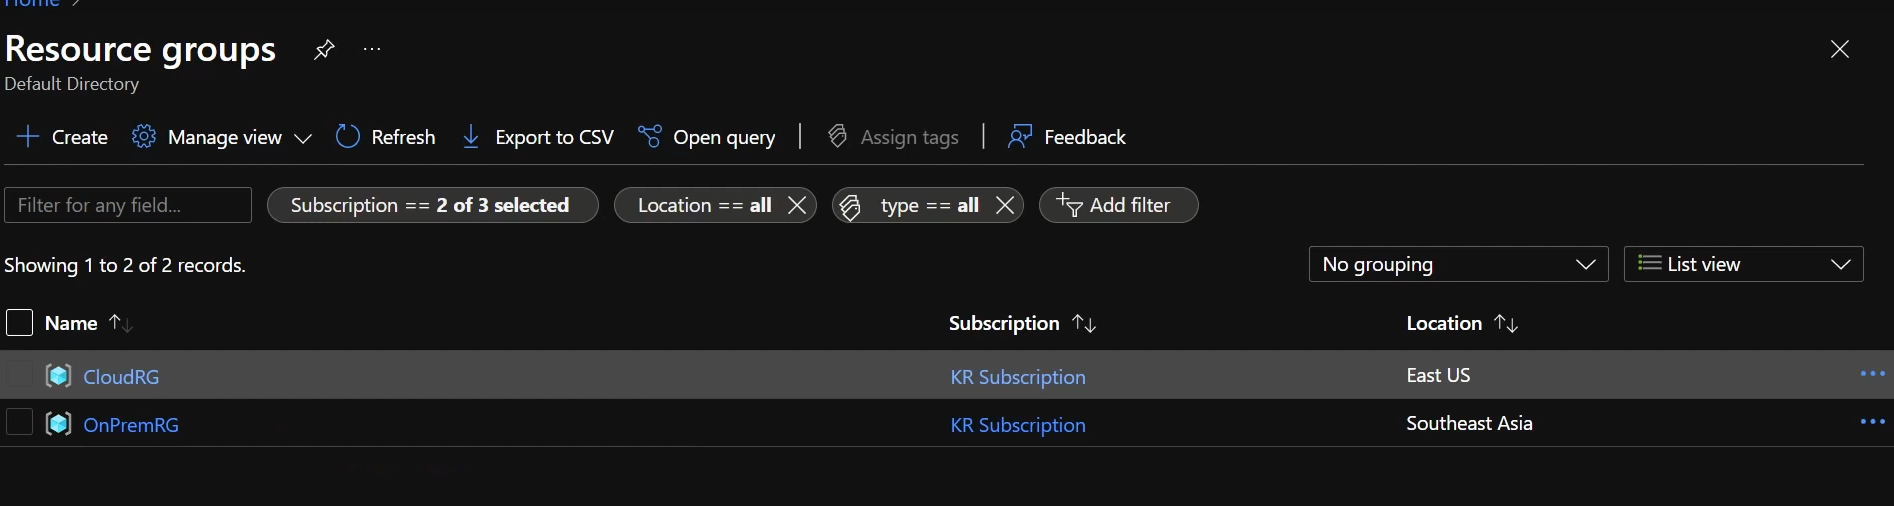 Home
Resource groups
Default Directory
Create Manage view Refresh Export to CSV Open query Assign tags Feedback
Filter for any field... Subscription == 2 of 3 selected Location == all type == all Add filter
Showing 1 to 2 of 2 records. No grouping List view
Name Subscription Location
CloudRG KR Subscription East US
OnPremRG KR Subscription Southeast Asia